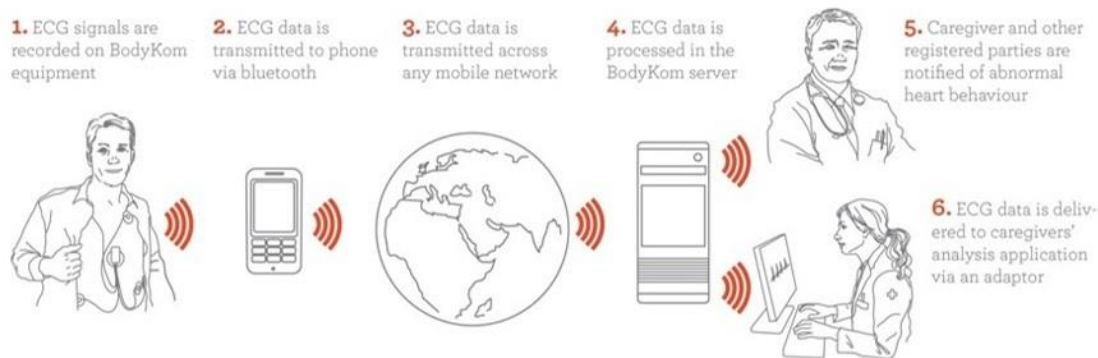 1. ECG signals are
recorded on BodyKom
equipment
2. ECG data is
transmitted to phone
via bluetooth
3. ECG data is
transmitted across
any mobile network
4. ECG data is
processed in the
BodyKom server
5. Caregiver and other
registered parties are
notified of abnormal
heart behaviour
6. ECG data is deliv-
ered to caregivers'
analysis application
via an adaptor